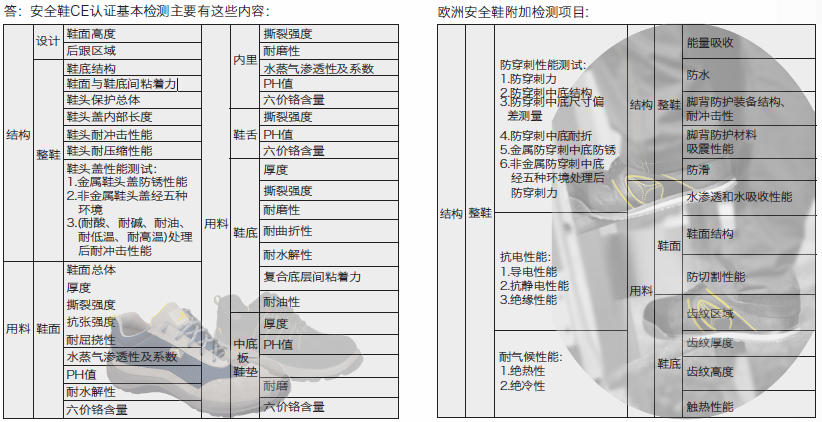 答：安全鞋CE认证基本检测主要有这些内容：
结构
设计
鞋面高度
后跟区域
整鞋
鞋底结构
鞋面与鞋底间粘着力
鞋头保护总体
鞋头盖内部长度
鞋头耐冲击性能
鞋头耐压缩性能
鞋头盖性能测试：
1.金属鞋头盖防锈性能
2.非金属鞋头盖经五种
环境
3.(耐酸、耐碱、耐油、
耐低温、耐高温)处理
后耐冲击性能
用料
鞋面
鞋面总体
厚度
撕裂强度
抗张强度
耐屈挠性
水蒸气渗透性及系数
PH值
耐水解性
六价铬含量
用料
内里
撕裂强度
耐磨性
水蒸气渗透性及系数
PH值
六价铬含量
鞋舌
撕裂强度
PH值
六价铬含量
鞋底
厚度
撕裂强度
耐磨性
耐曲折性
耐水解性
复合底层间粘着力
耐油性
中底
板
鞋垫
厚度
PH值
耐磨
六价铬含量
欧洲安全鞋附加检测项目:
结构
整鞋
防穿刺性能测试：
1.防穿刺力
2.防穿刺中底结构
3.防穿刺中底尺寸偏
差测量
4.防穿刺中底耐折
5.金属防穿刺中底防锈
6.非金属防穿刺中底
经五种环境处理后
防穿刺力
抗电性能：
1.导电性能
2.抗静电性能
3.绝缘性能
耐气候性能：
1.绝热性
2.绝冷性
结构
整鞋
能量吸收
防水
脚背防护装备结构、
耐冲击性
脚背防护材料
吸震性能
防滑
水渗透和水吸收性能
用料
鞋面
鞋面结构
防切割性能
鞋底
齿纹区域
齿纹厚度
齿纹高度
触热性能